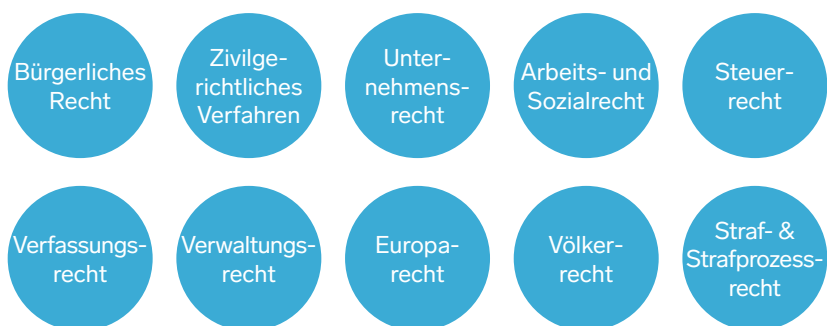 Bürgerliches
Recht
Zivilge-
richtliches
Verfahren
Unter-
nehmens-
recht
Arbeits- und
Sozialrecht
Steuer-
recht
Verfassungs-
recht
Verwaltungs-
recht
Europa-
recht
Völker-
recht
Straf- &
Strafprozess-
recht